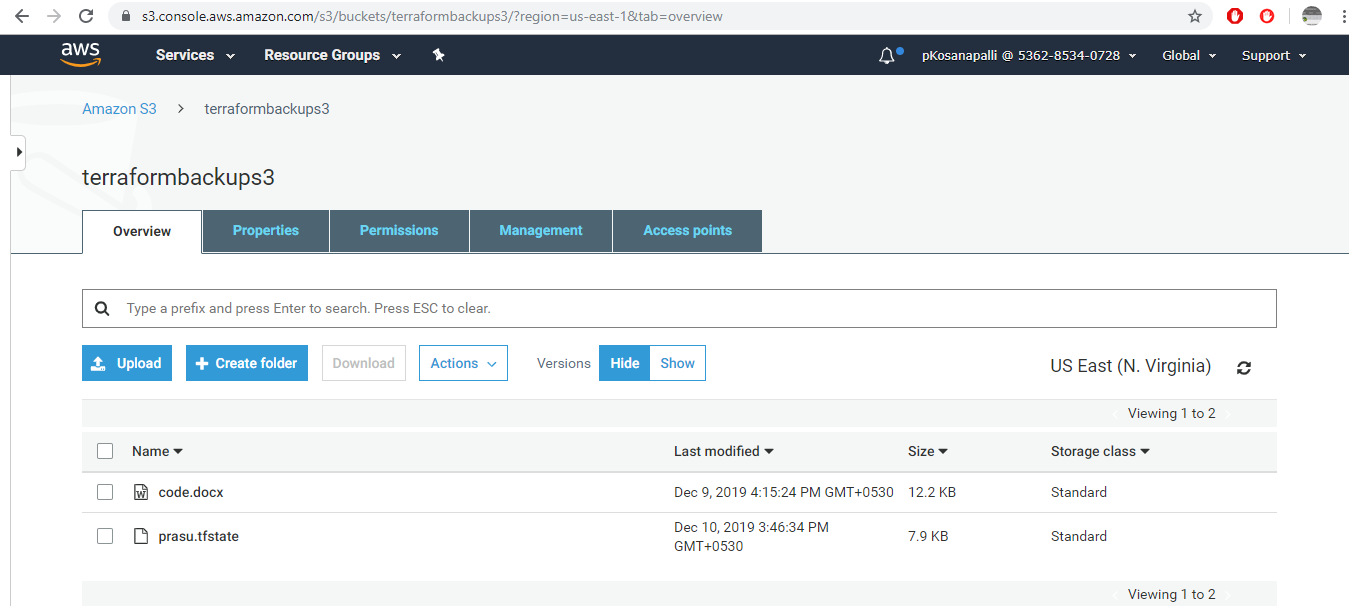 s3.console.aws.amazon.com/s3/buckets/terraformbackups3/?region=us-east-1&tab=overview
aws Services Resource Groups pKosanapalli @ 5362-8534-0728 Global Support
Amazon S3 > terraformbackups3
terraformbackups3
Overview Properties Permissions Management Access points
Type a prefix and press Enter to search. Press ESC to clear.
Upload + Create folder Download Actions Versions Hide Show US East (N. Virginia)
Viewing 1 to 2
Name Last modified Size Storage class
code.docx Dec 9, 2019 4:15:24 PM GMT+0530 12.2 KB Standard
prasu.tfstate Dec 10, 2019 3:46:34 PM 7.9 KB Standard
GMT+0530
Viewing 1 to 2